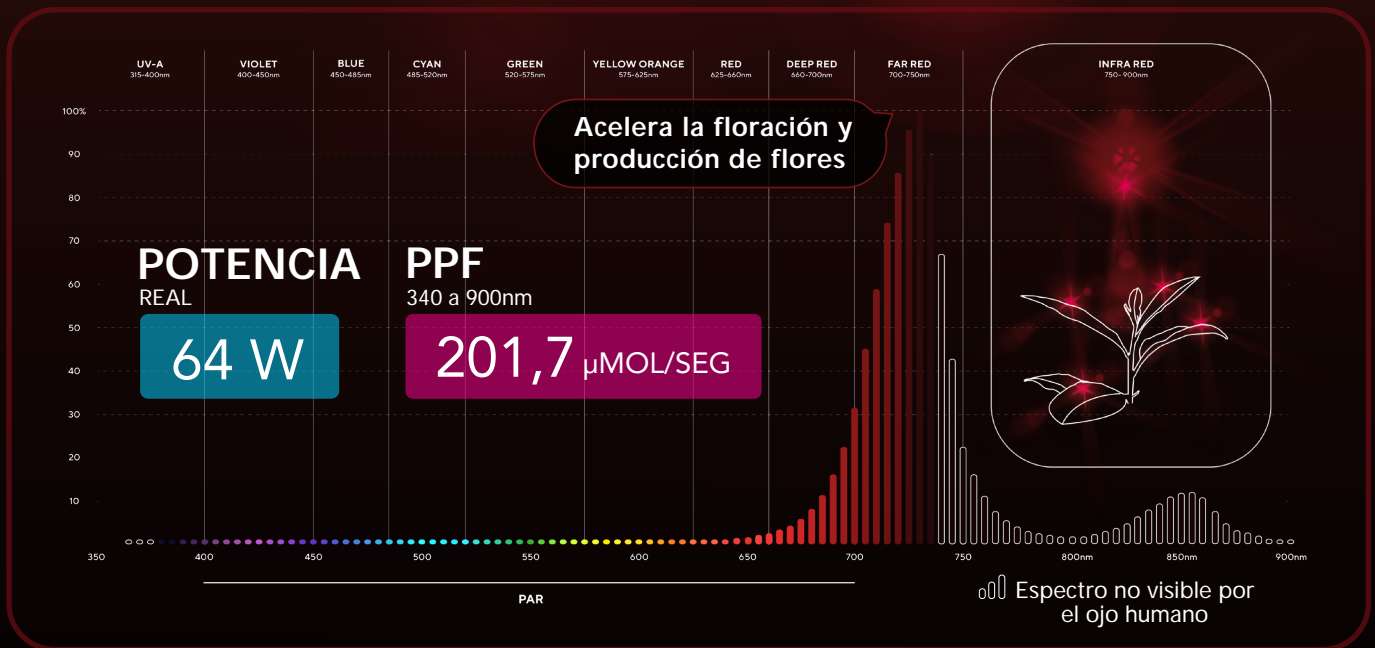 UV-A
315-400nm
VIOLET
400-450nm
BLUE
450-485nm
CYAN
485-520nm
GREEN
520-575nm
YELLOW ORANGE
575-625nm
RED
625-660nm
DEEP RED
660-700nm
FAR RED
700-750nm
INFRA RED
750- 900nm
100%
90
80
70
60
50
40
30
20
10
Acelera la floración y
producción de flores
POTENCIA
REAL
64 W
PPF
340 a 900nm
201,7 µMOL/SEG
350
400
450
500
550
600
650
700
750
800nm
850nm
900nm
PAR
Espectro no visible por
el ojo humano